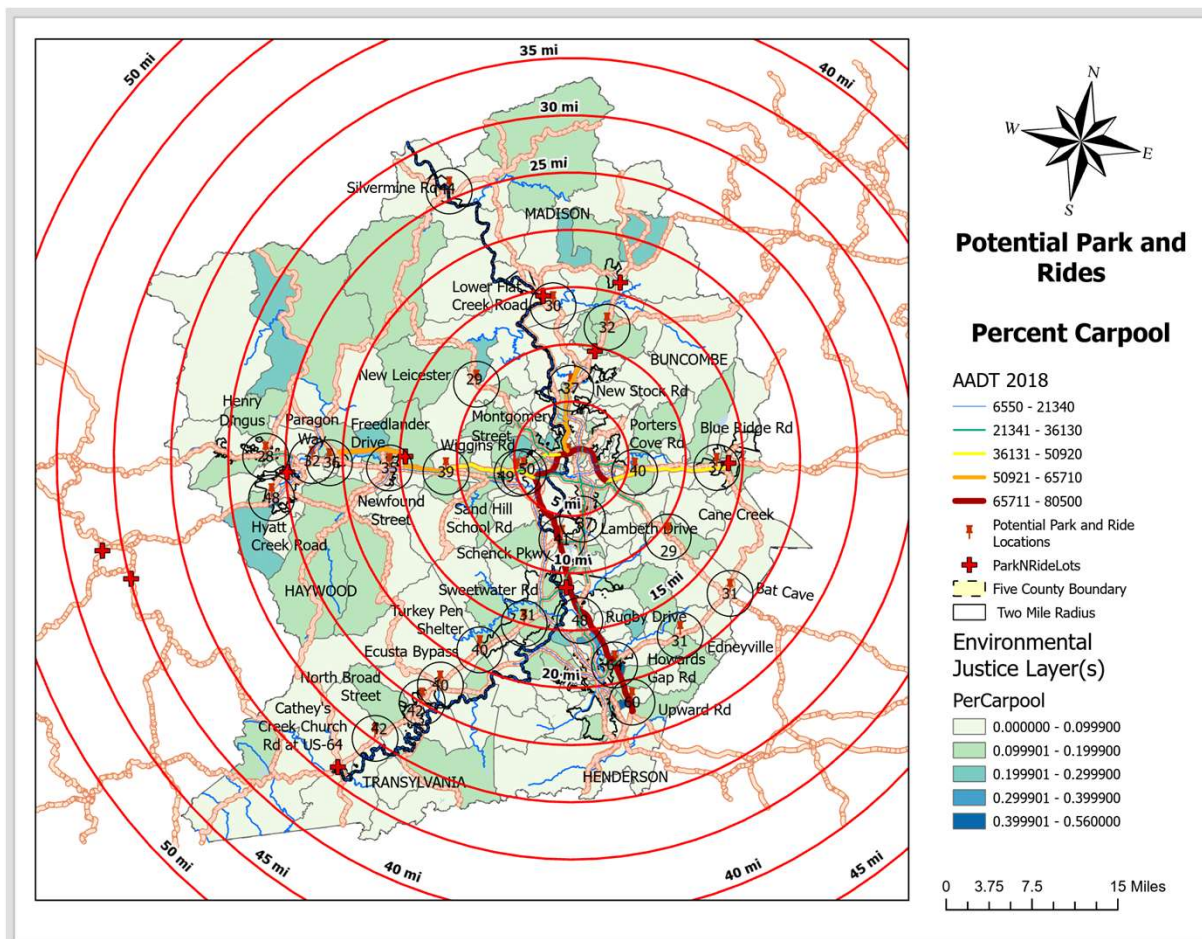 50 mi
35 mi
40 mi
30 mi
25 mi
Silvermine Rd
44
MADISON
Lower Flat
Creek Road
30
32
BUNCOMBE
New Leicester
29
37
New Stock Rd
Henry
Dingus
Paragon
Way
Freedlander
Drive
Montgomery
Street
Wiggins Rd
Porters
Cove Rd
Blue Ridge Rd
28
32
36
35
39
49
50
40
37
48
Hyatt
Creek Road
Newfound
Street
Sand Hill
School Rd
5 mi
37
Lambeth Drive
Cane Creek
29
Schenck Pkwy
10 mi
HAYWOOD
Sweetwater Rd
15 mi
31
Bat Cave
Turkey Pen
Shelter
31
48
Rugby Drive
31
Edneyville
40
Ecusta Bypass
Howards
Gap Rd
North Broad
Street
20 mi
40
42
60
Upward Rd
Cathey's
Creek Church
Rd at US-64
42
TRANSYLVANIA
HENDERSON
50 mi
45 mi
40 mi
40 mi
45 mi
N
W
E
S
Potential Park and
Rides
Percent Carpool
AADT 2018
6550 - 21340
21341 - 36130
36131 - 50920
50921 - 65710
65711 - 80500
Potential Park and Ride
Locations
ParkNRideLots
Five County Boundary
Two Mile Radius
Environmental
Justice Layer(s)
PerCarpool
0.000000 - 0.099900
0.099901 - 0.199900
0.199901 - 0.299900
0.299901 - 0.399900
0.399901 - 0.560000
0 3.75 7.5 15 Miles